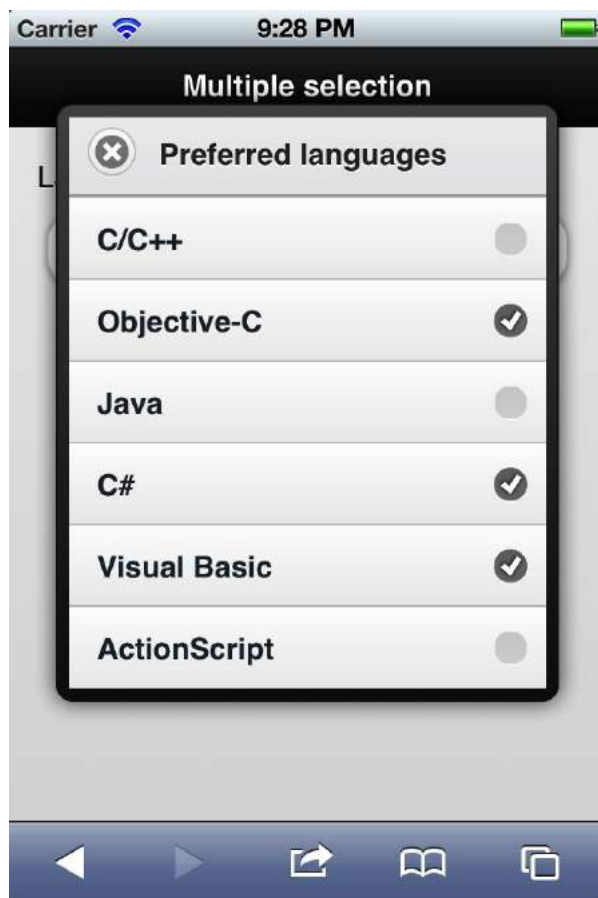 Carrier 9:28 PM
Multiple selection
Preferred languages
L
C/C++
Objective-C
Java
C#
Visual Basic
ActionScript